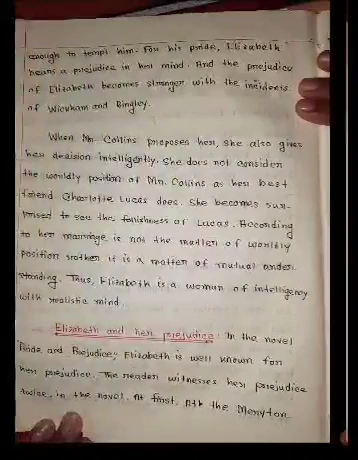 enough to tempt him. For his pride, Elizabeth
bears a prejudice in her mind. And the prejudice
of Elizabeth becomes stronger with the incidents
of Wickham and Bingley.
When Mr. Collins proposes her, she also gives
her decision intelligently. She does not consider
the worldly position of Mr. Collins as her best
friend Charlotte Lucas does. She becomes sur-
prised to see the foolishness of Lucas. According
to her marriage is not the matter of worldly
position rather it is a matter of mutual under-
standing. Thus, Elizabeth is a woman of intelligency
with realistic mind.
Elizabeth and her prejudice: In the novel
Pride and Prejudice, Elizabeth is well known for
her prejudice. The reader witnesses her prejudice
twice, in the novel. At first, At the Meryton